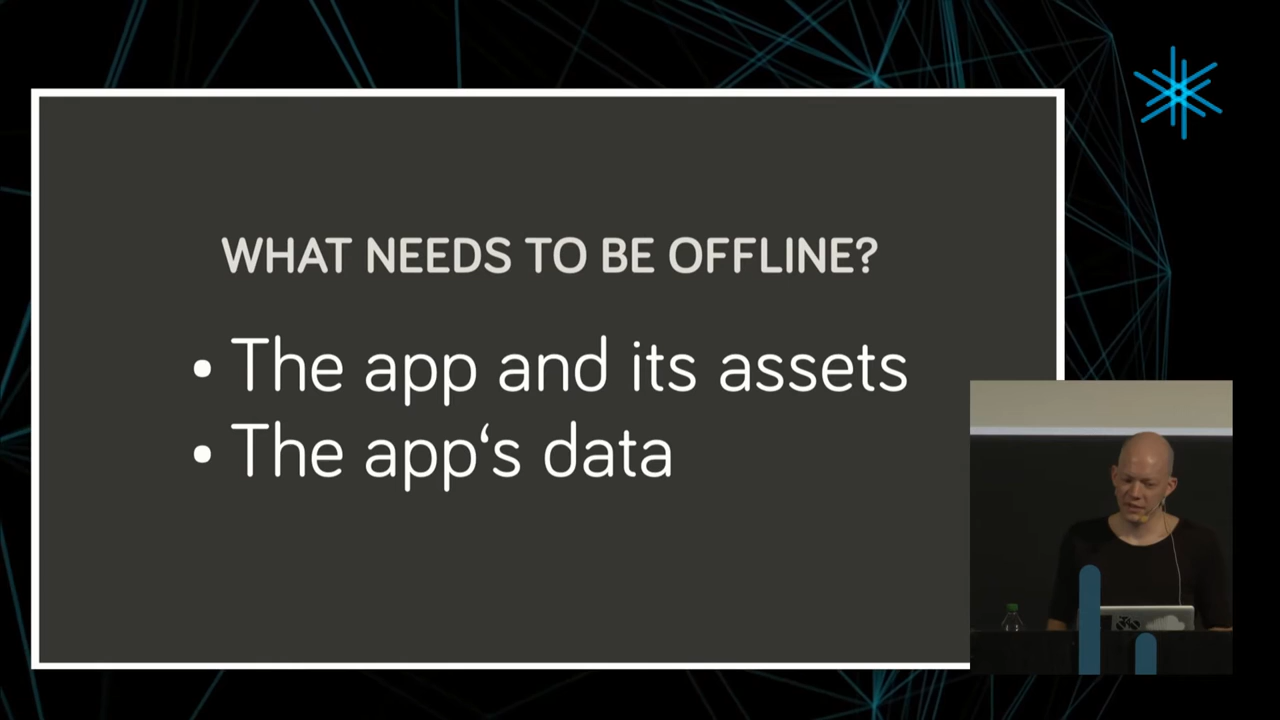 WHAT NEEDS TO BE OFFLINE?
• The app and its assets
• The app‘s data